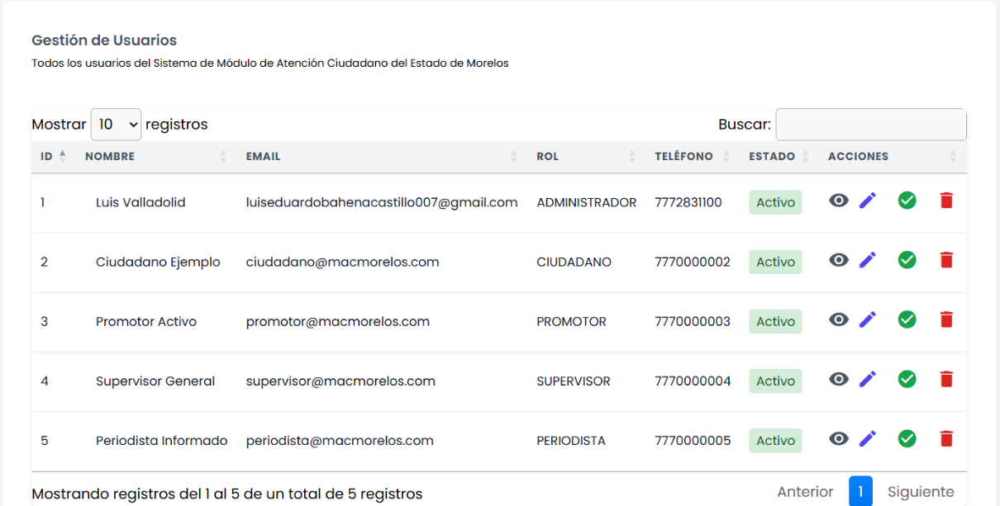 Gestión de Usuarios
Todos los usuarios del Sistema de Módulo de Atención Ciudadano del Estado de Morelos
Mostrar 10 registros Buscar:
ID NOMBRE EMAIL ROL TELÉFONO ESTADO ACCIONES
1 Luis Valladolid luiseduardobahenacastillo007@gmail.com ADMINISTRADOR 7772831100 Activo
2 Ciudadano Ejemplo ciudadano@macmorelos.com CIUDADANO 7770000002 Activo
3 Promotor Activo promotor@macmorelos.com PROMOTOR 7770000003 Activo
4 Supervisor General supervisor@macmorelos.com SUPERVISOR 7770000004 Activo
5 Periodista Informado periodista@macmorelos.com PERIODISTA 7770000005 Activo
Mostrando registros del 1 al 5 de un total de 5 registros Anterior 1 Siguiente